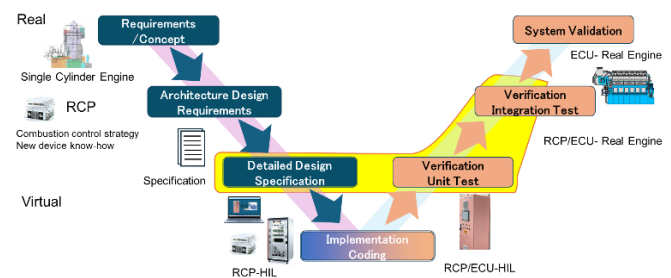 Real
Requirements
/Concept
System Validation
ECU- Real Engine
Single Cylinder Engine
RCP
Architecture Design
Requirements
Verification
Integration Test
Combustion control strategy
New device know-how
RCP/ECU- Real Engine
Specification
Detailed Design
Specification
Verification
Unit Test
Virtual
Implementation
Coding
RCP-HIL
RCP/ECU-HIL